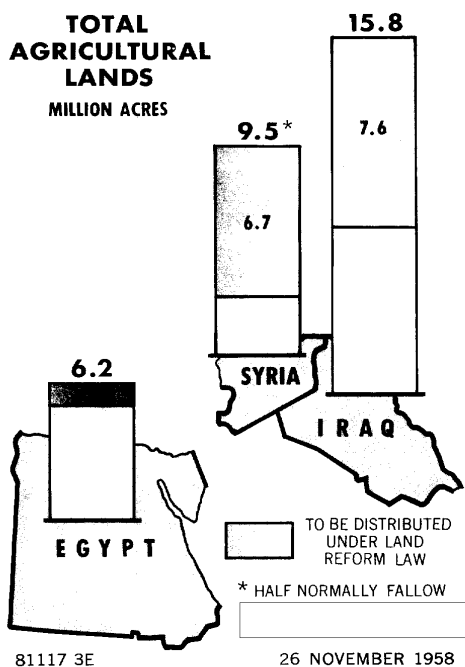 TOTAL
AGRICULTURAL
LANDS
MILLION ACRES
15.8
7.6
9.5*
6.7
6.2
SYRIA
IRAQ
EGYPT
TO BE DISTRIBUTED
UNDER LAND
REFORM LAW
* HALF NORMALLY FALLOW
81117 3E
26 NOVEMBER 1958